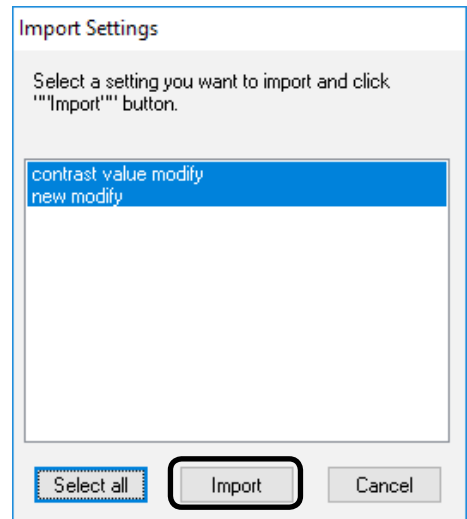 Import Settings
Select a setting you want to import and click
""Import"" button.
contrast value modify
new modify
Select all
Import
Cancel